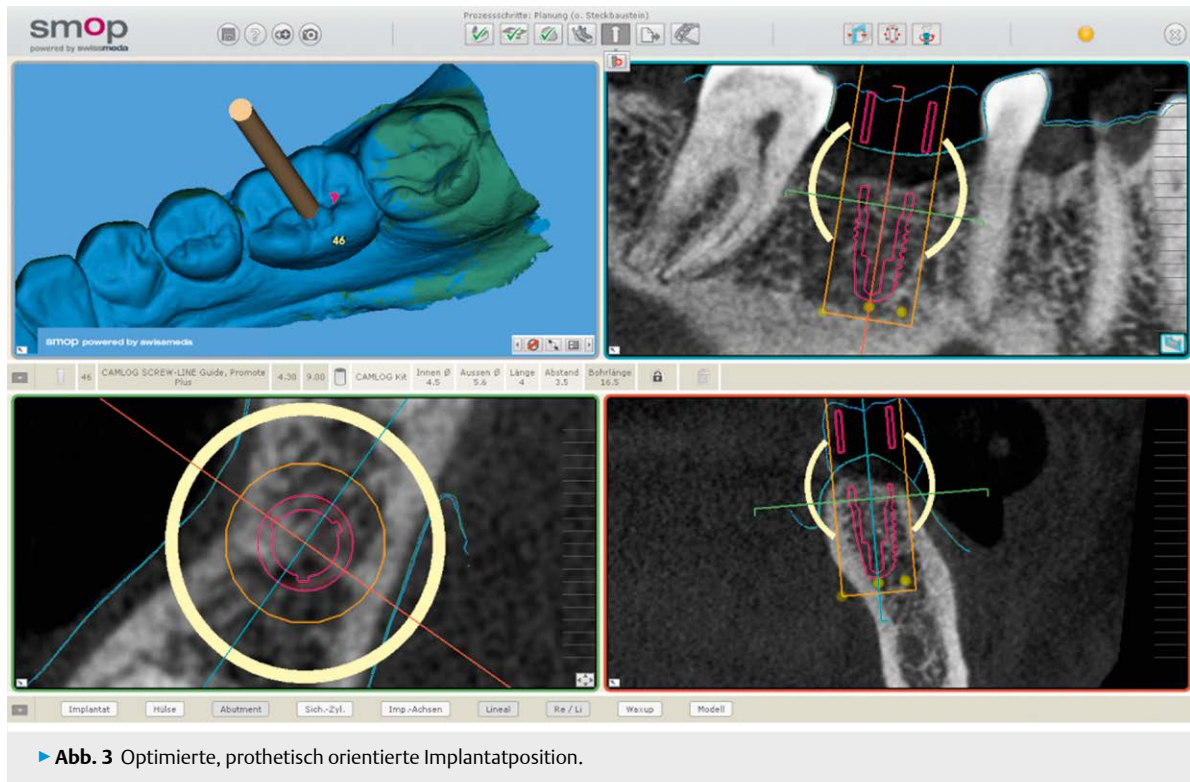 smop
powered by swissmeda
Prozessschritte: Planung (o. Steckbaustein)
46
smop powered by swissmeda
46 CAMLOG SCREW-LINE Guide, Promote Plus 4.30 9.00 CAMLOG Kit Innen Ø 4.5 Aussen Ø 5.6 Länge 4 Abstand 3.5 Bohrlänge 16.5
Implantat Hülse Abutment Sich.-Zyl. Imp.-Achsen Lineal Re / Li Waxup Modell
▸ Abb. 3 Optimierte, prothetisch orientierte Implantatposition.